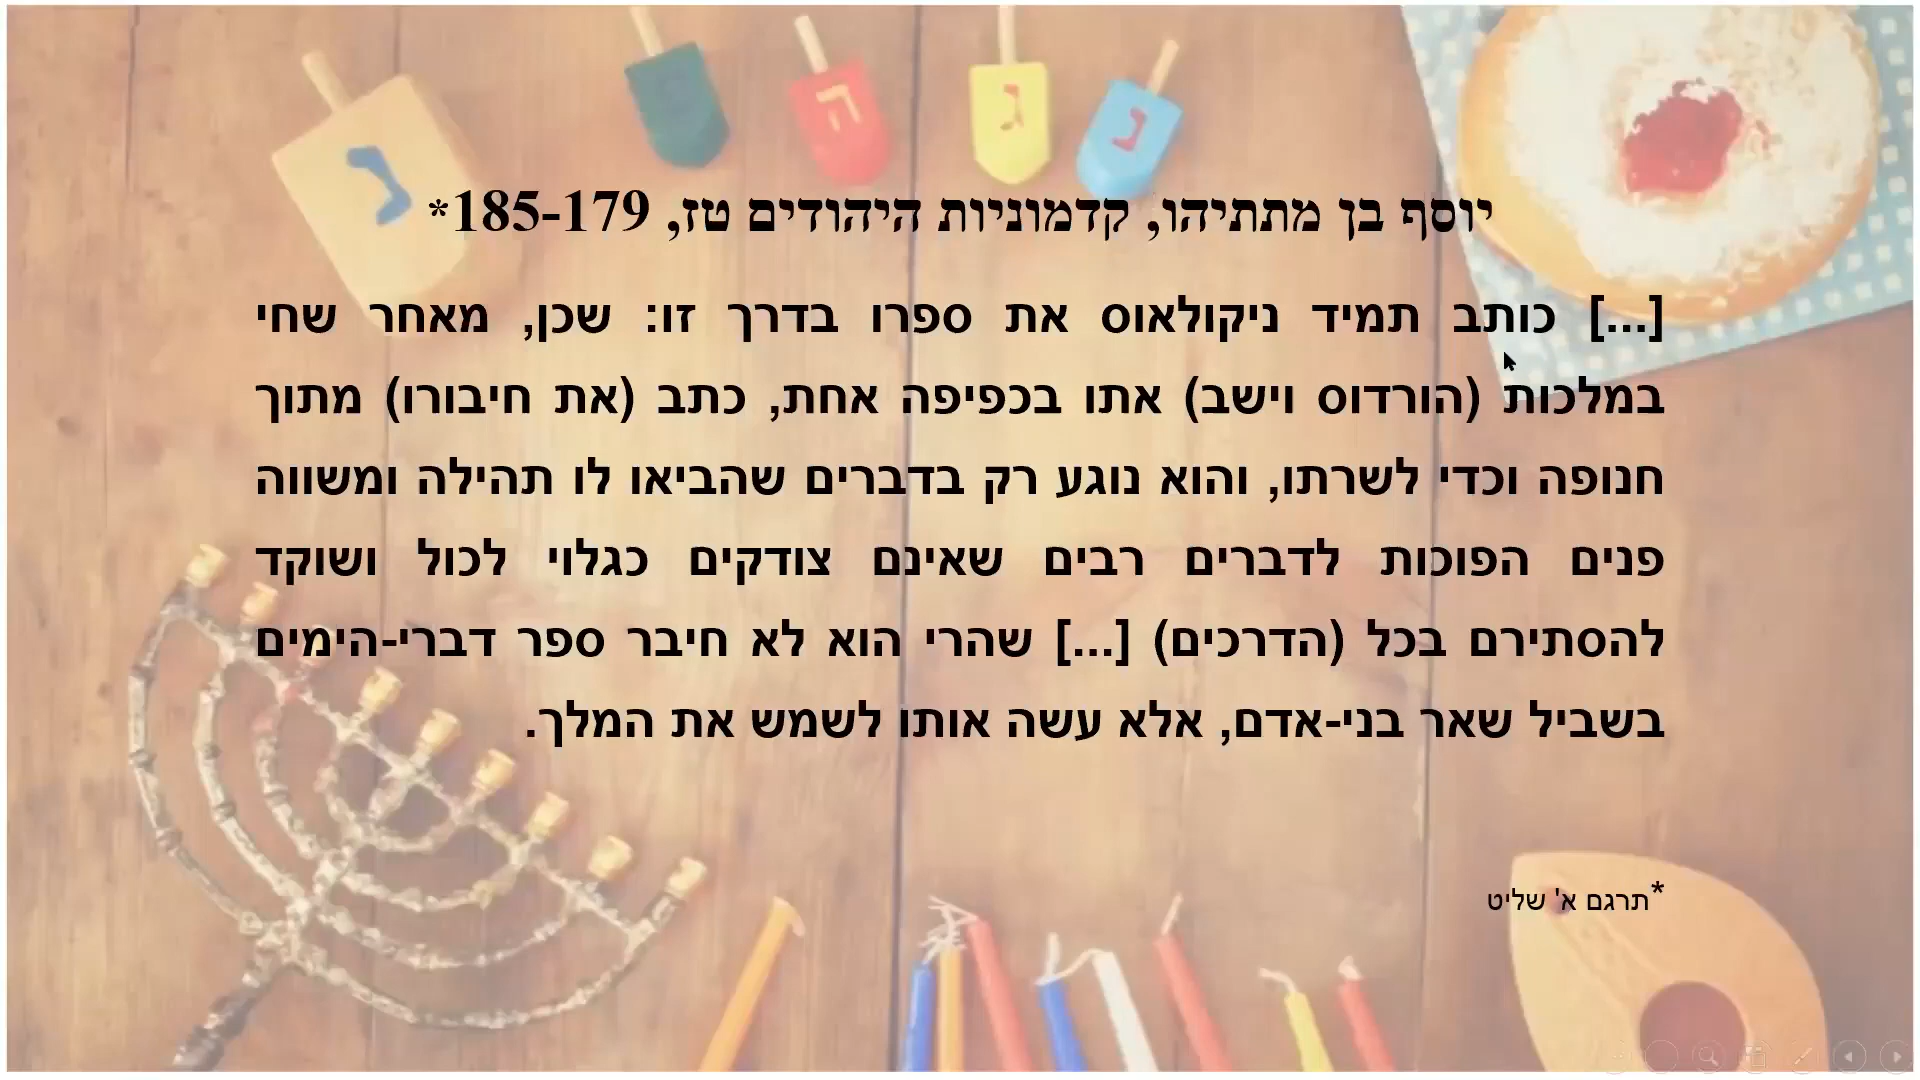 נ
ה
ג
נ
יוסף בן מתתיהו, קדמוניות היהודים טז, 185-179*
[...] כותב תמיד ניקולאוס את ספרו בדרך זו: שכן, מאחר שחי
במלכות (הורדוס וישב) אתו בכפיפה אחת, כתב (את חיבורו) מתוך
חנופה וכדי לשרתו, והוא נוגע רק בדברים שהביאו לו תהילה ומשווה
פנים הפוכות לדברים רבים שאינם צודקים כגלוי לכול ושוקד
להסתירם בכל (הדרכים) [...] שהרי הוא לא חיבר ספר דברי-הימים
בשביל שאר בני-אדם, אלא עשה אותו לשמש את המלך.
*תרגם א' שליט